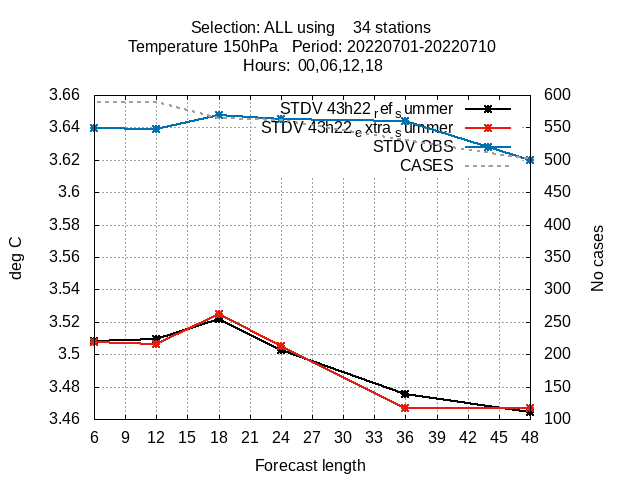 Selection: ALL using    34 stations
Temperature 150hPa   Period: 20220701-20220710
Hours: 00,06,12,18
3.66
3.64
3.62
3.6
3.58
3.56
3.54
3.52
3.5
3.48
3.46
deg C
STDV 43h22refsummer
STDV 43h22extrasummer
STDV OBS
CASES
600
550
500
450
400
350
300
250
200
150
100
No cases
6 9 12 15 18 21 24 27 30 33 36 39 42 45 48
Forecast length